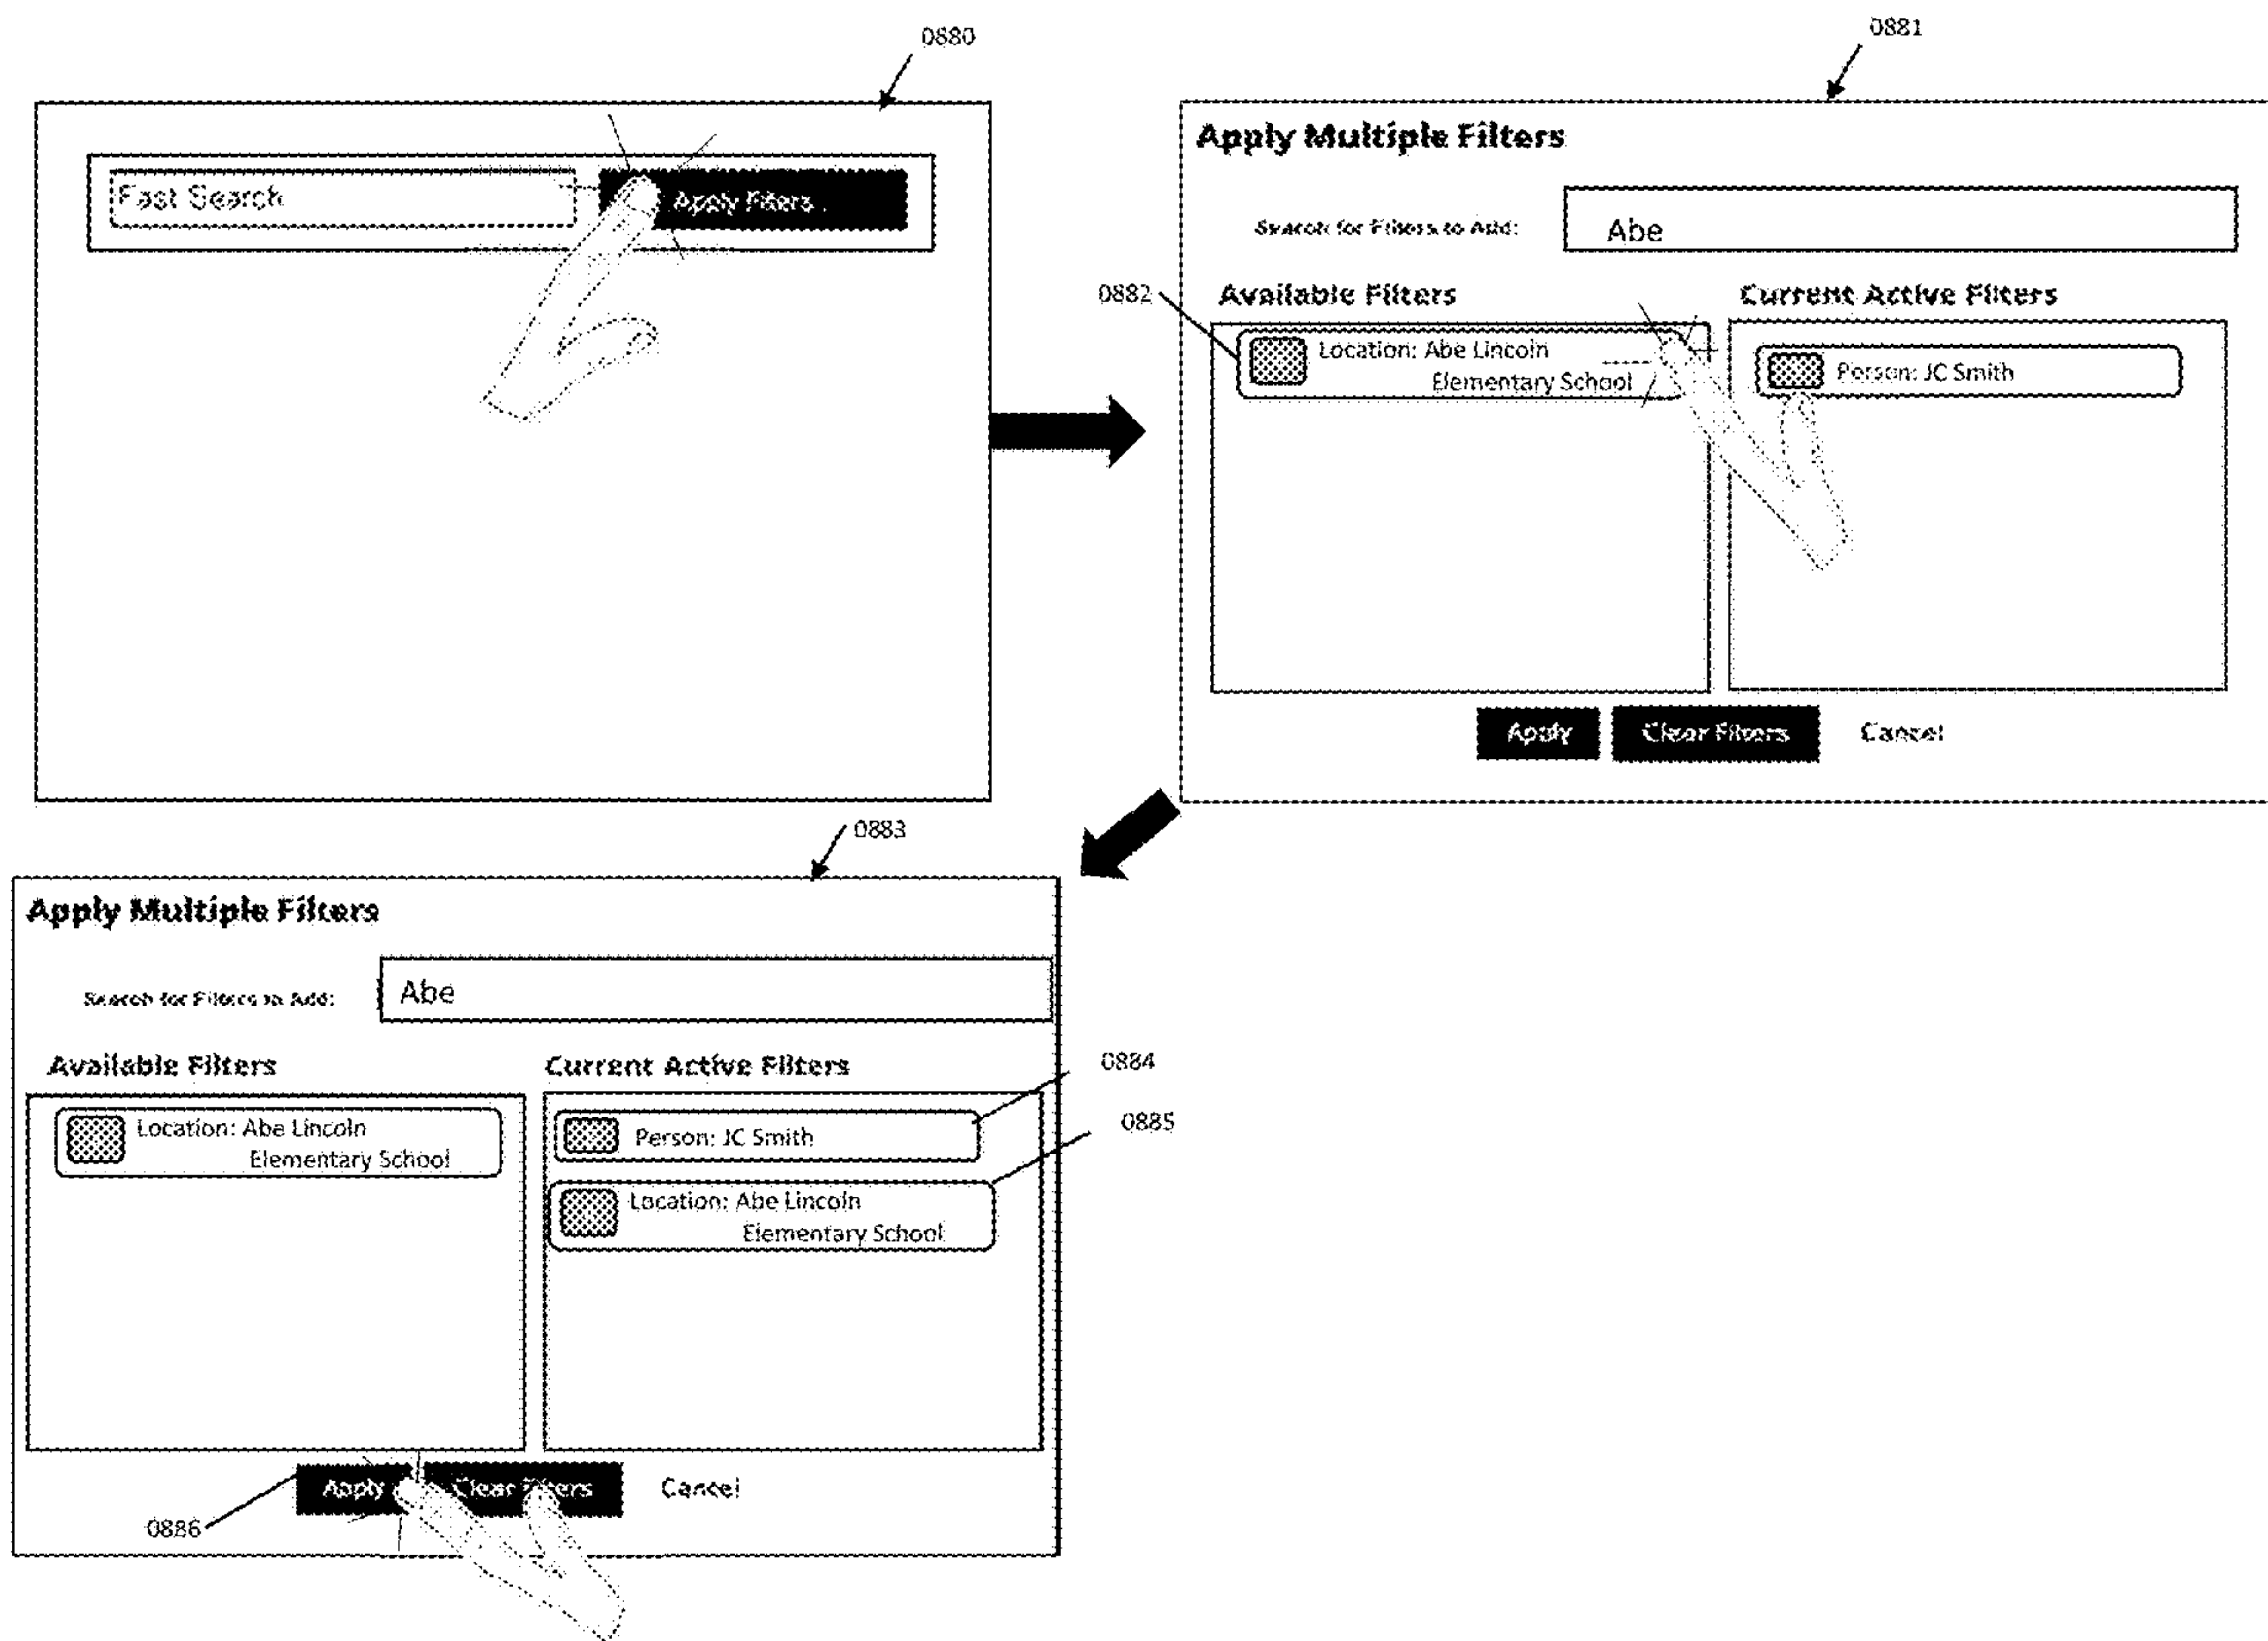 0880
Fast Search
Apply Filters
0881
Apply Multiple Filters
Search for Filters to Add:
Abe
0882
Available Filters
Current Active Filters
Location: Abe Lincoln
Elementary School
Person: JC Smith
Apply
Clear Filters
Cancel
0883
Apply Multiple Filters
Search for Filters to Add:
Abe
Available Filters
Current Active Filters
0884
Location: Abe Lincoln
Elementary School
Person: JC Smith
0885
Location: Abe Lincoln
Elementary School
Apply
Clear Filters
Cancel
0886